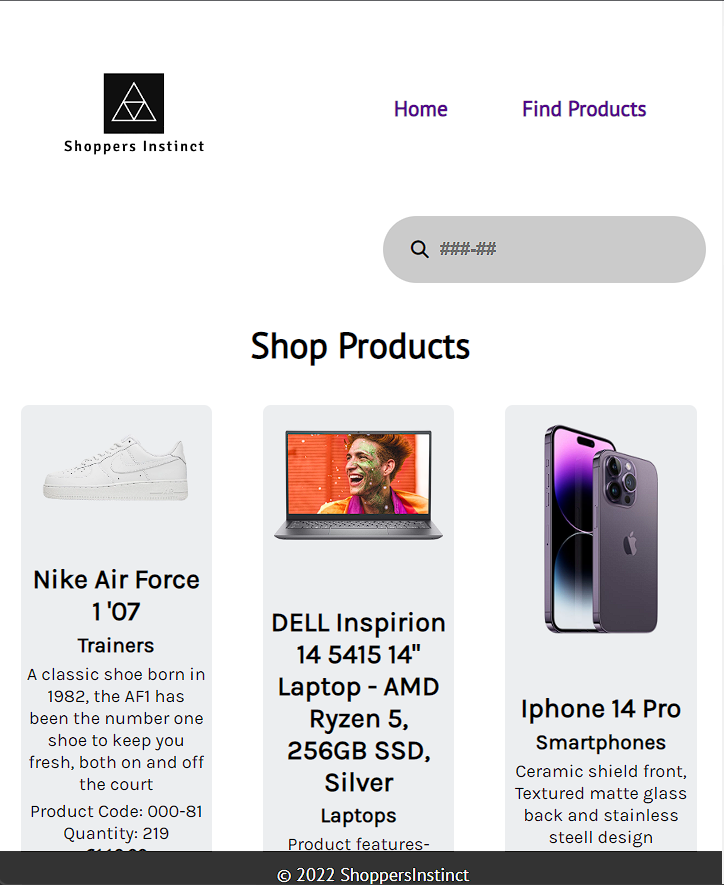 Shoppers Instinct
Home
Find Products
###-##
Shop Products
Nike Air Force
1 '07
Trainers
A classic shoe born in
1982, the AF1 has
been the number one
shoe to keep you
fresh, both on and off
the court
Product Code: 000-81
Quantity: 219
DELL Inspirion
14 5415 14"
Laptop - AMD
Ryzen 5,
256GB SSD,
Silver
Laptops
Product features-
Iphone 14 Pro
Smartphones
Ceramic shield front,
Textured matte glass
back and stainless
steell design
© 2022 ShoppersInstinct